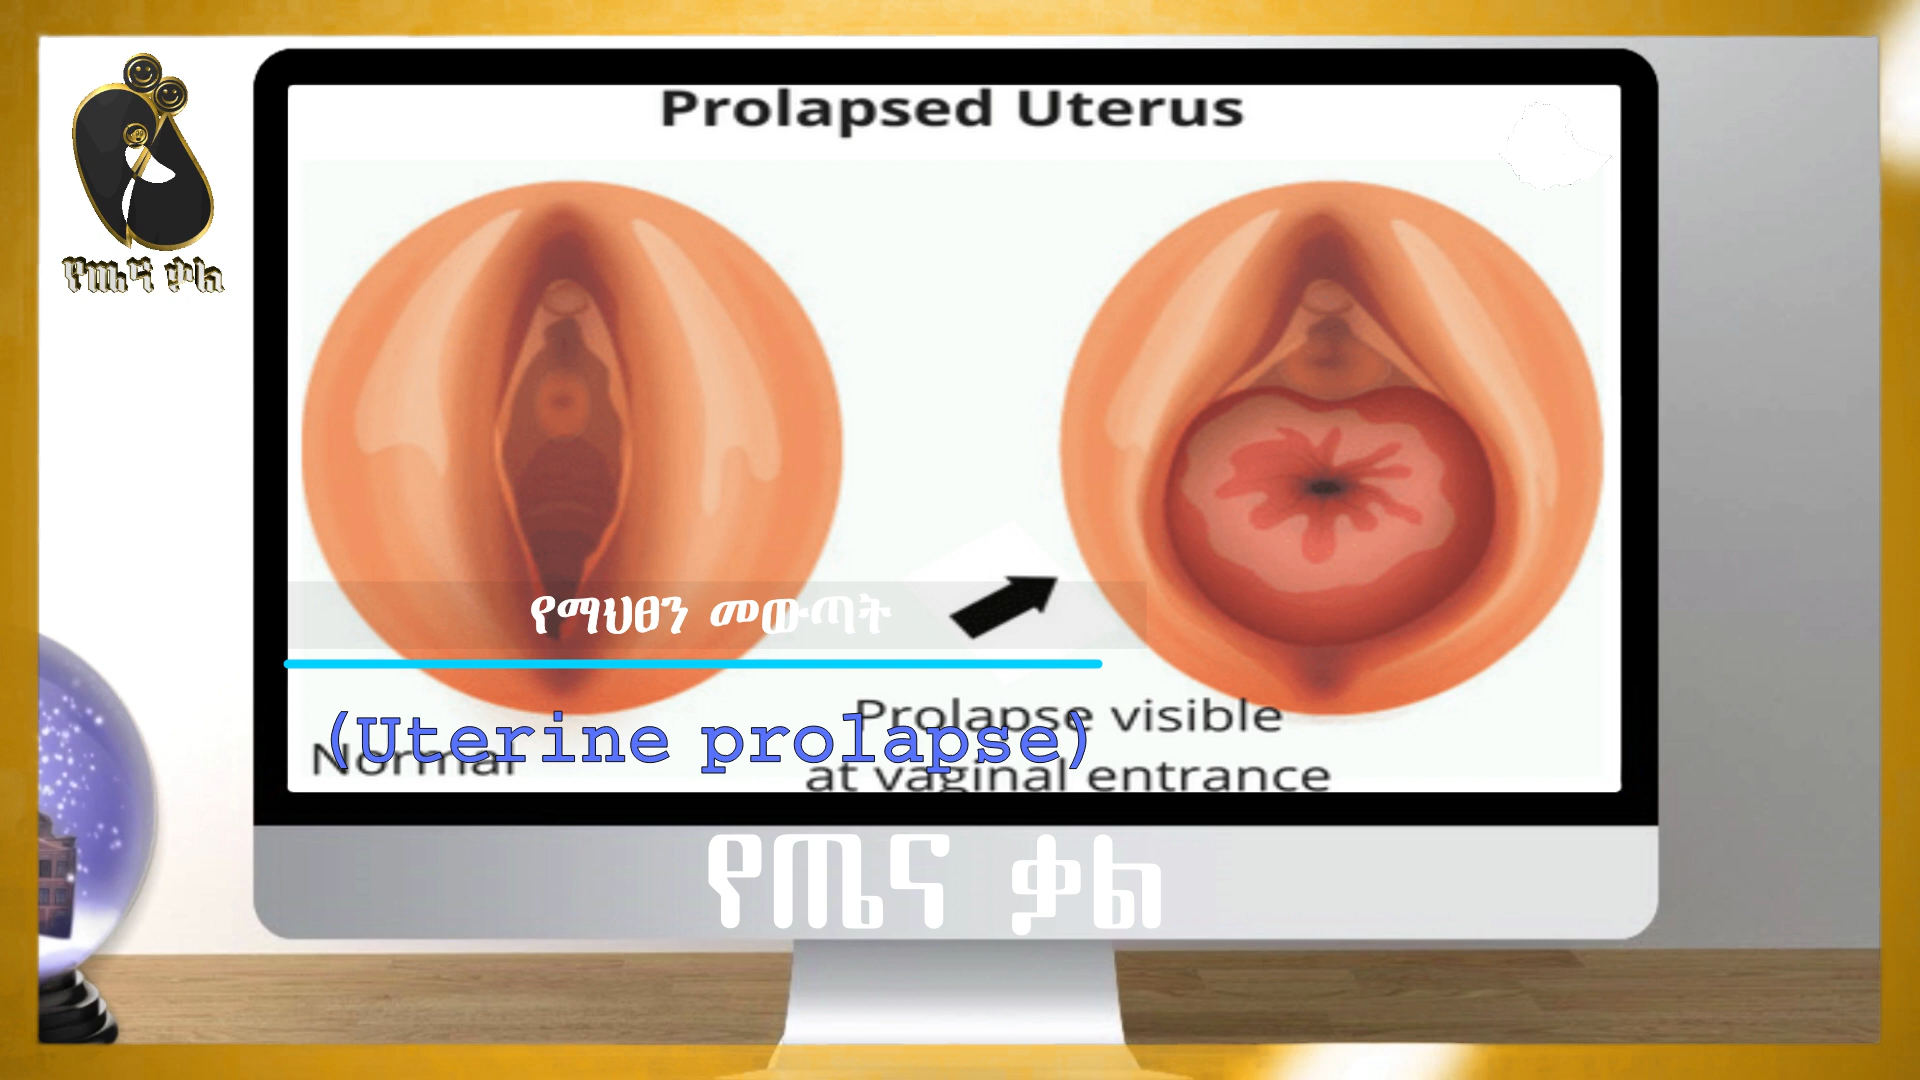 Prolapsed Uterus
የጤና ቃል
የማህፀን መውጣት
(Uterine prolapse)
Normal
Prolapse visible
at vaginal entrance
የጤና ቃል